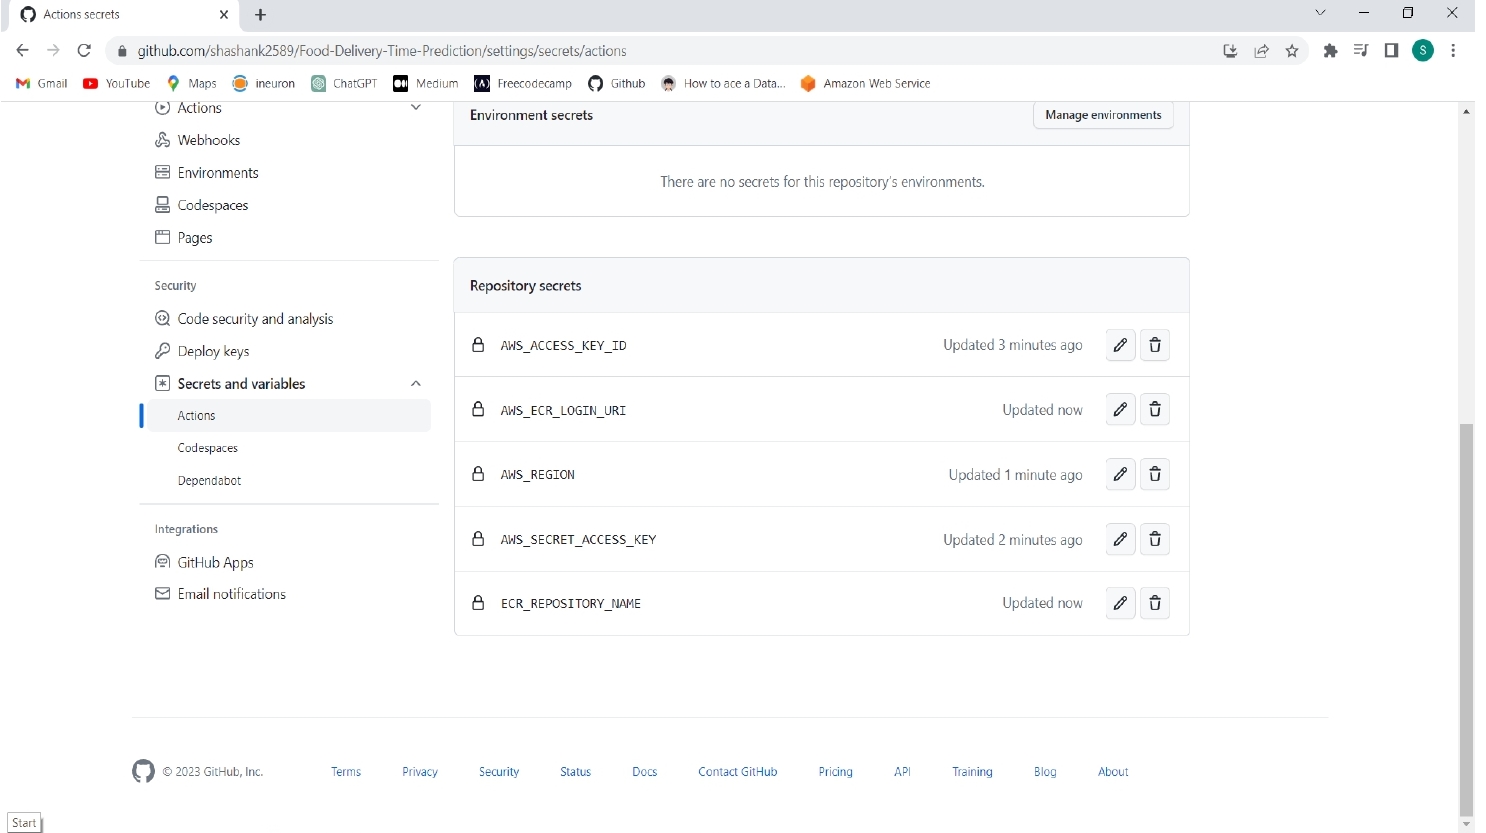 Actions secrets
github.com/shashank2589/Food-Delivery-Time-Prediction/settings/secrets/actions
S
Gmail YouTube Maps ineuron ChatGPT Medium Freecodecamp Github How to ace a Data... Amazon Web Service
Actions
Webhooks
Environments
Codespaces
Pages
Security
Code security and analysis
Deploy keys
Secrets and variables
Actions
Codespaces
Dependabot
Integrations
GitHub Apps
Email notifications
Environment secrets Manage environments
There are no secrets for this repository's environments.
Repository secrets
AWS_ACCESS_KEY_ID Updated 3 minutes ago
AWS_ECR_LOGIN_URI Updated now
AWS_REGION Updated 1 minute ago
AWS_SECRET_ACCESS_KEY Updated 2 minutes ago
ECR_REPOSITORY_NAME Updated now
© 2023 GitHub, Inc. Terms Privacy Security Status Docs Contact GitHub Pricing API Training Blog About
Start